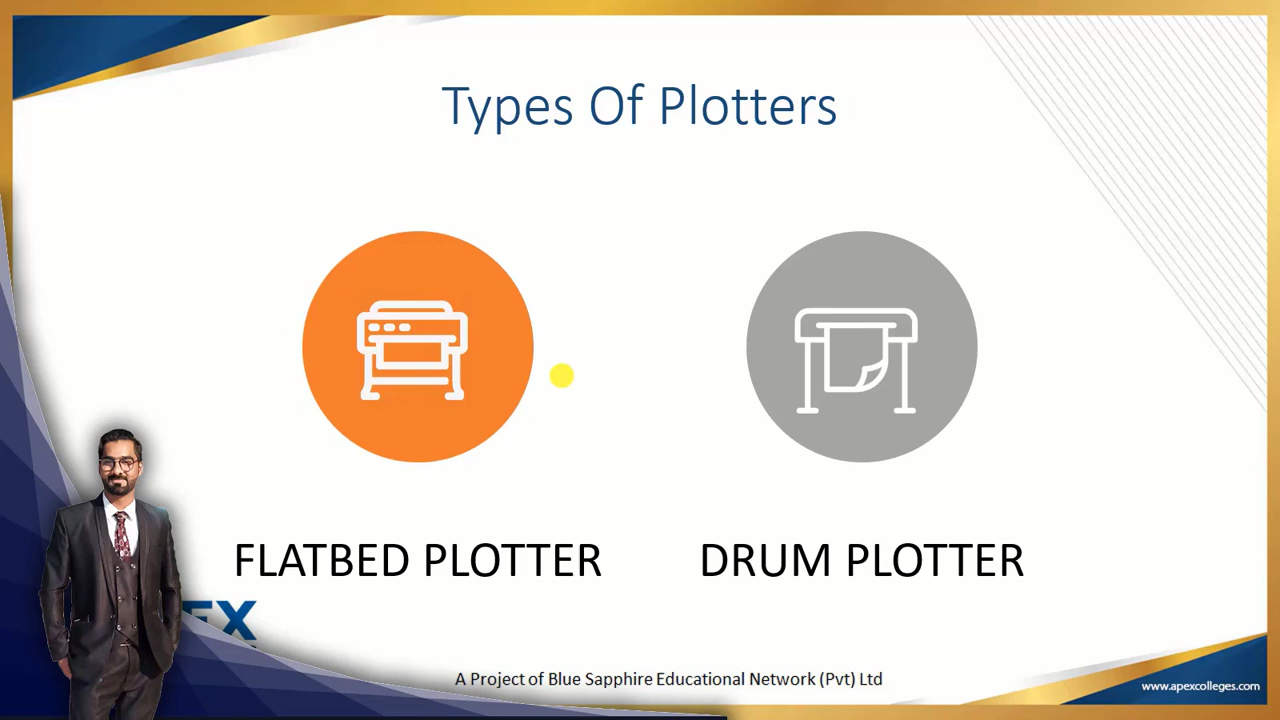 Types Of Plotters
FLATBED PLOTTER
DRUM PLOTTER
A Project of Blue Sapphire Educational Network (Pvt) Ltd
www.apexcolleges.com